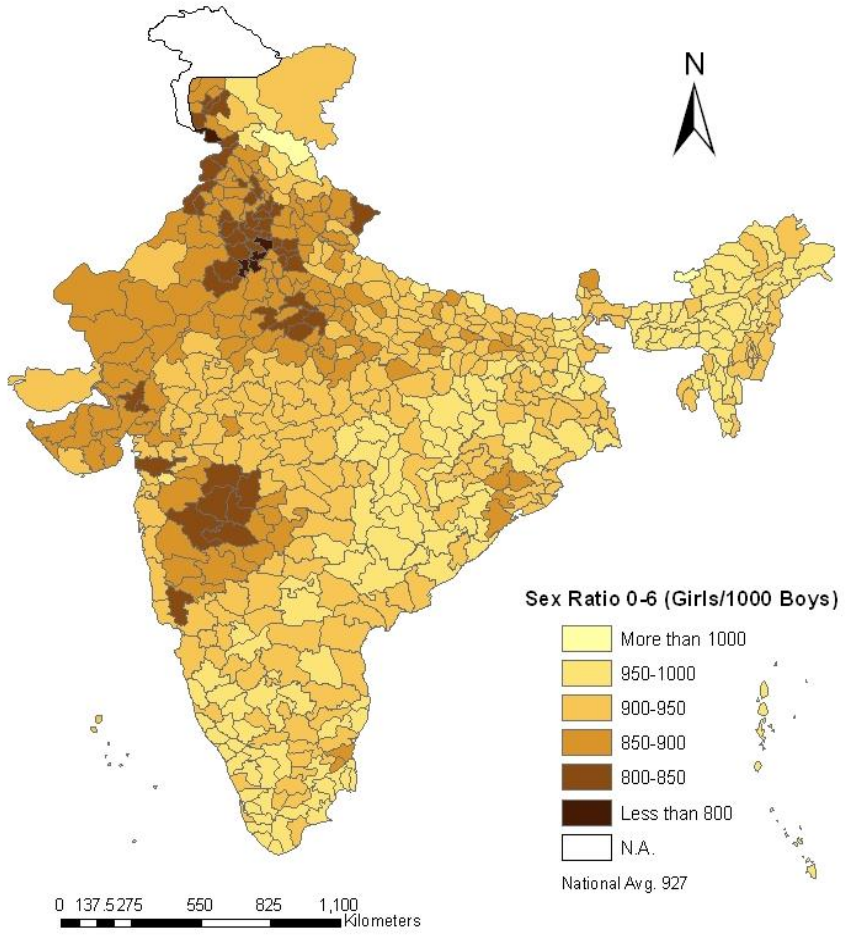 N
Sex Ratio 0-6 (Girls/1000 Boys)
More than 1000
950-1000
900-950
850-900
800-850
Less than 800
N.A.
National Avg. 927
0 137.5 275 550 825 1,100
Kilometers